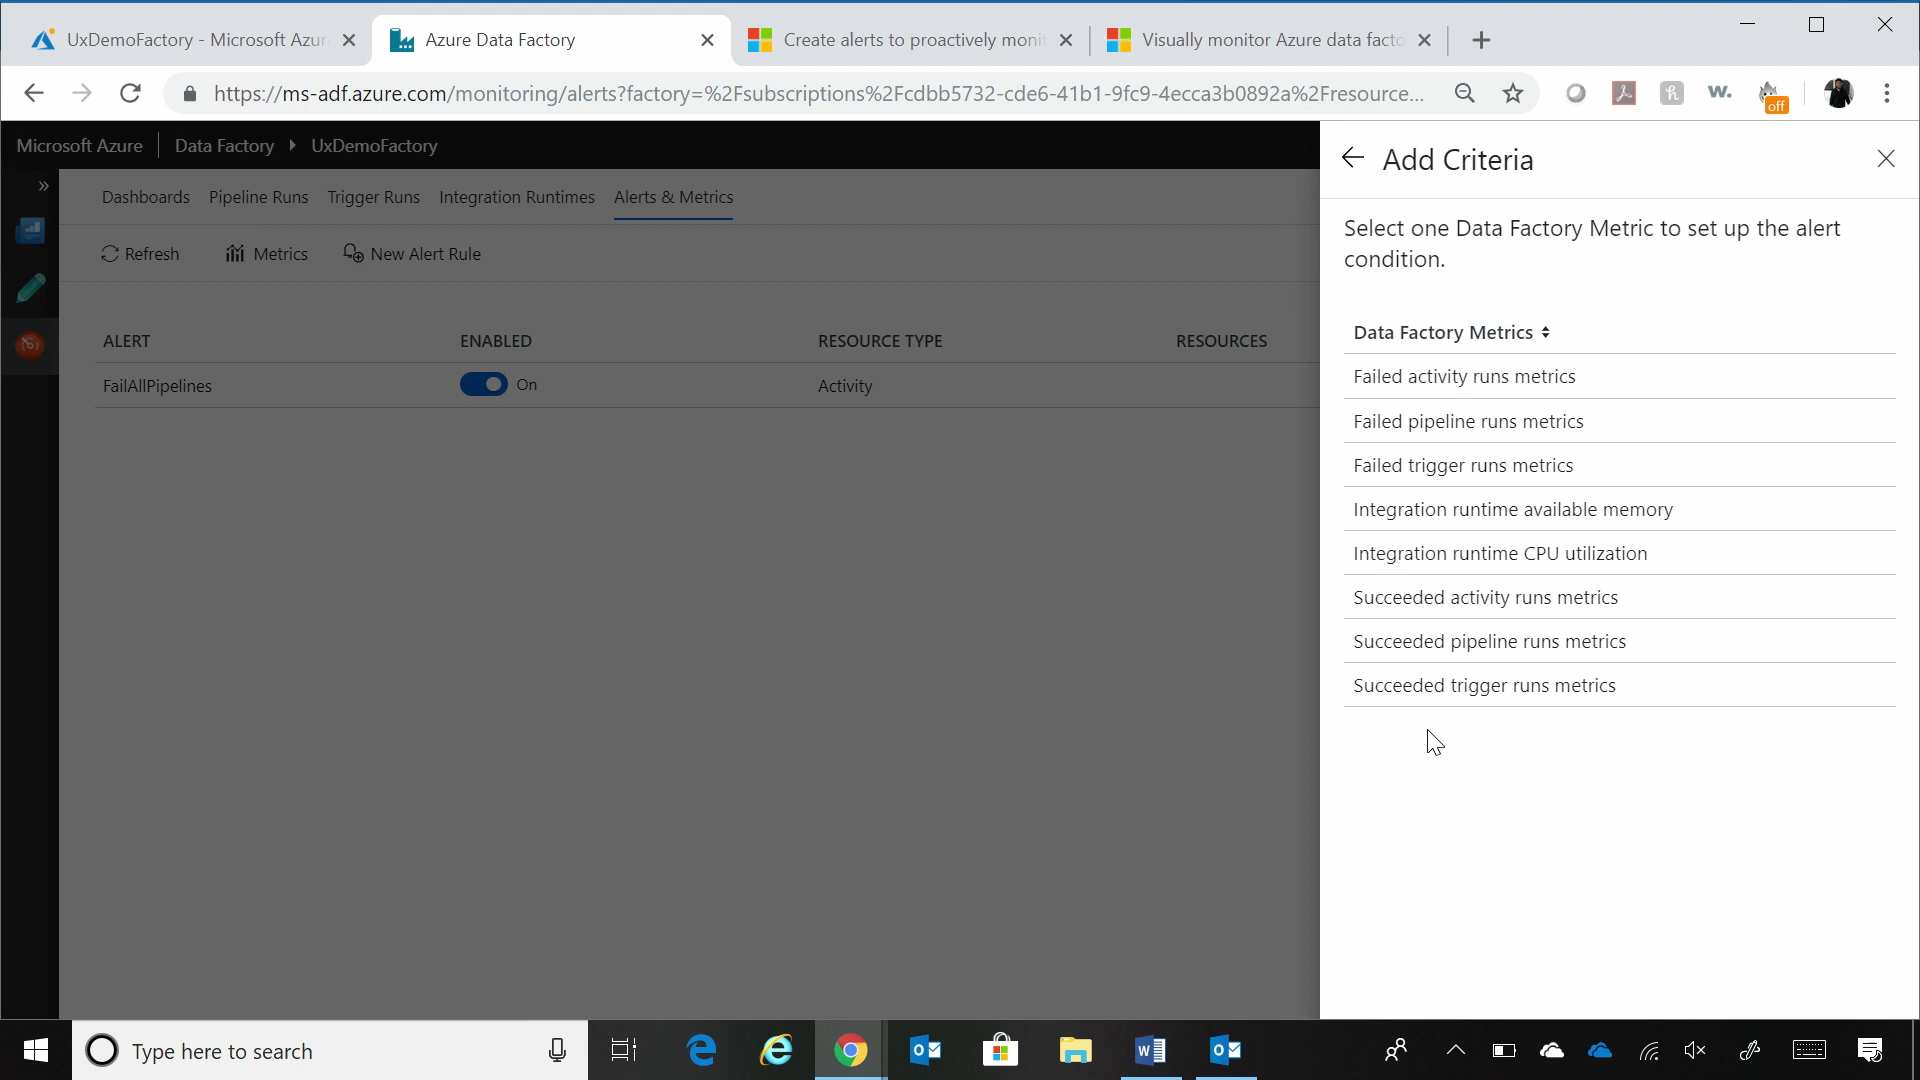 UxDemoFactory - Microsoft Azur
Azure Data Factory
Create alerts to proactively monit
Visually monitor Azure data facto
https://ms-adf.azure.com/monitoring/alerts?factory=%2Fsubscriptions%2Fcdbb5732-cde6-41b1-9fc9-4ecca3b0892a%2Fresource...
w.
off
Microsoft Azure
Data Factory
UxDemoFactory
Dashboards
Pipeline Runs
Trigger Runs
Integration Runtimes
Alerts & Metrics
Refresh
Metrics
New Alert Rule
ALERT
ENABLED
RESOURCE TYPE
RESOURCES
FailAllPipelines
On
Activity
Add Criteria
Select one Data Factory Metric to set up the alert
condition.
Data Factory Metrics
Failed activity runs metrics
Failed pipeline runs metrics
Failed trigger runs metrics
Integration runtime available memory
Integration runtime CPU utilization
Succeeded activity runs metrics
Succeeded pipeline runs metrics
Succeeded trigger runs metrics
Type here to search